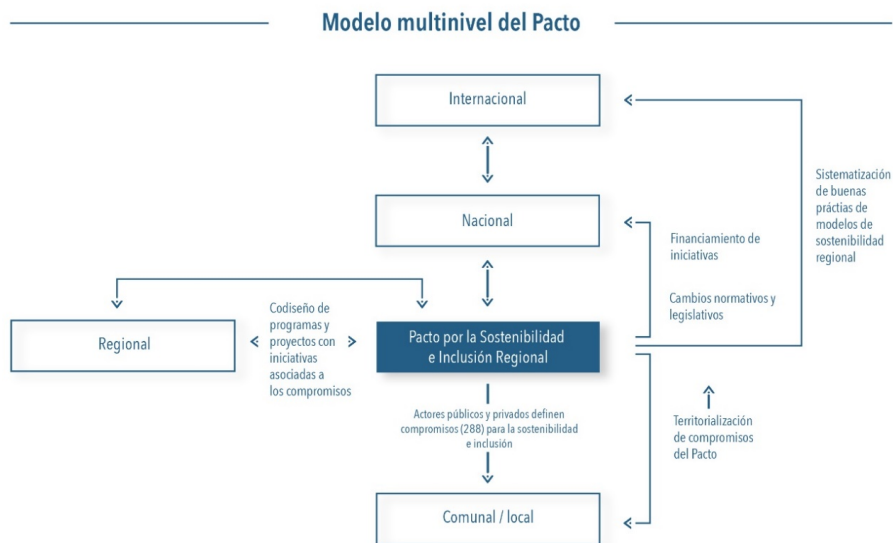 Modelo multinivel del Pacto
Internacional
Nacional
Sistematización
de buenas
práctias de
modelos de
sostenibilidad
regional
Financiamiento de
iniciativas
Cambios normativos y
legislativos
Regional
Codiseño de
programas y
proyectos con
iniciativas
asociadas a
los compromisos
Pacto por la Sostenibilidad
e Inclusión Regional
Actores públicos y privados definen
compromisos (288) para la sostenibilidad
e inclusión
Territorialización
de compromisos
del Pacto
Comunal / local